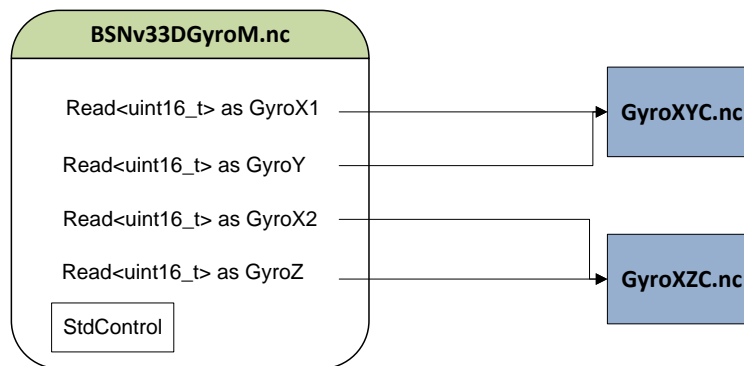 BSNv33DGyroM.nc
Read<uint16_t> as GyroX1
GyroXYC.nc
Read<uint16_t> as GyroY
Read<uint16_t> as GyroX2
Read<uint16_t> as GyroZ
GyroXZC.nc
StdControl